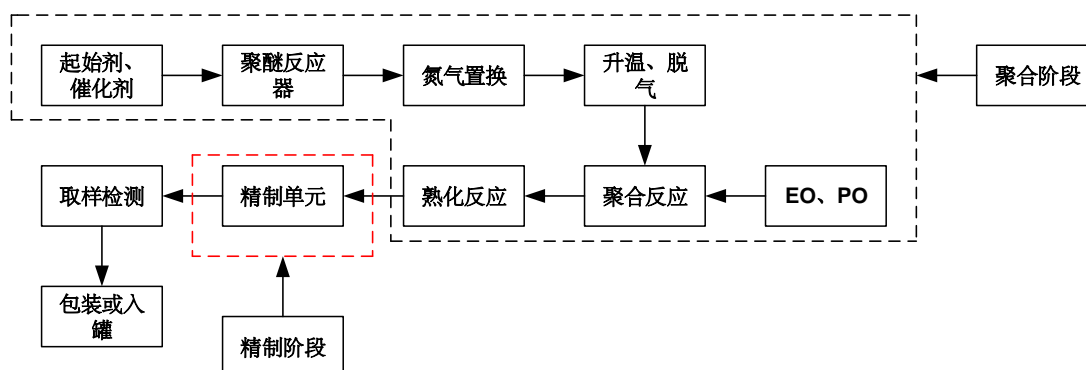 起始剂、
催化剂
聚醚反应
器
氮气置换
升温、脱
气
聚合阶段
取样检测
精制单元
熟化反应
聚合反应
EO、PO
包装或入
罐
精制阶段